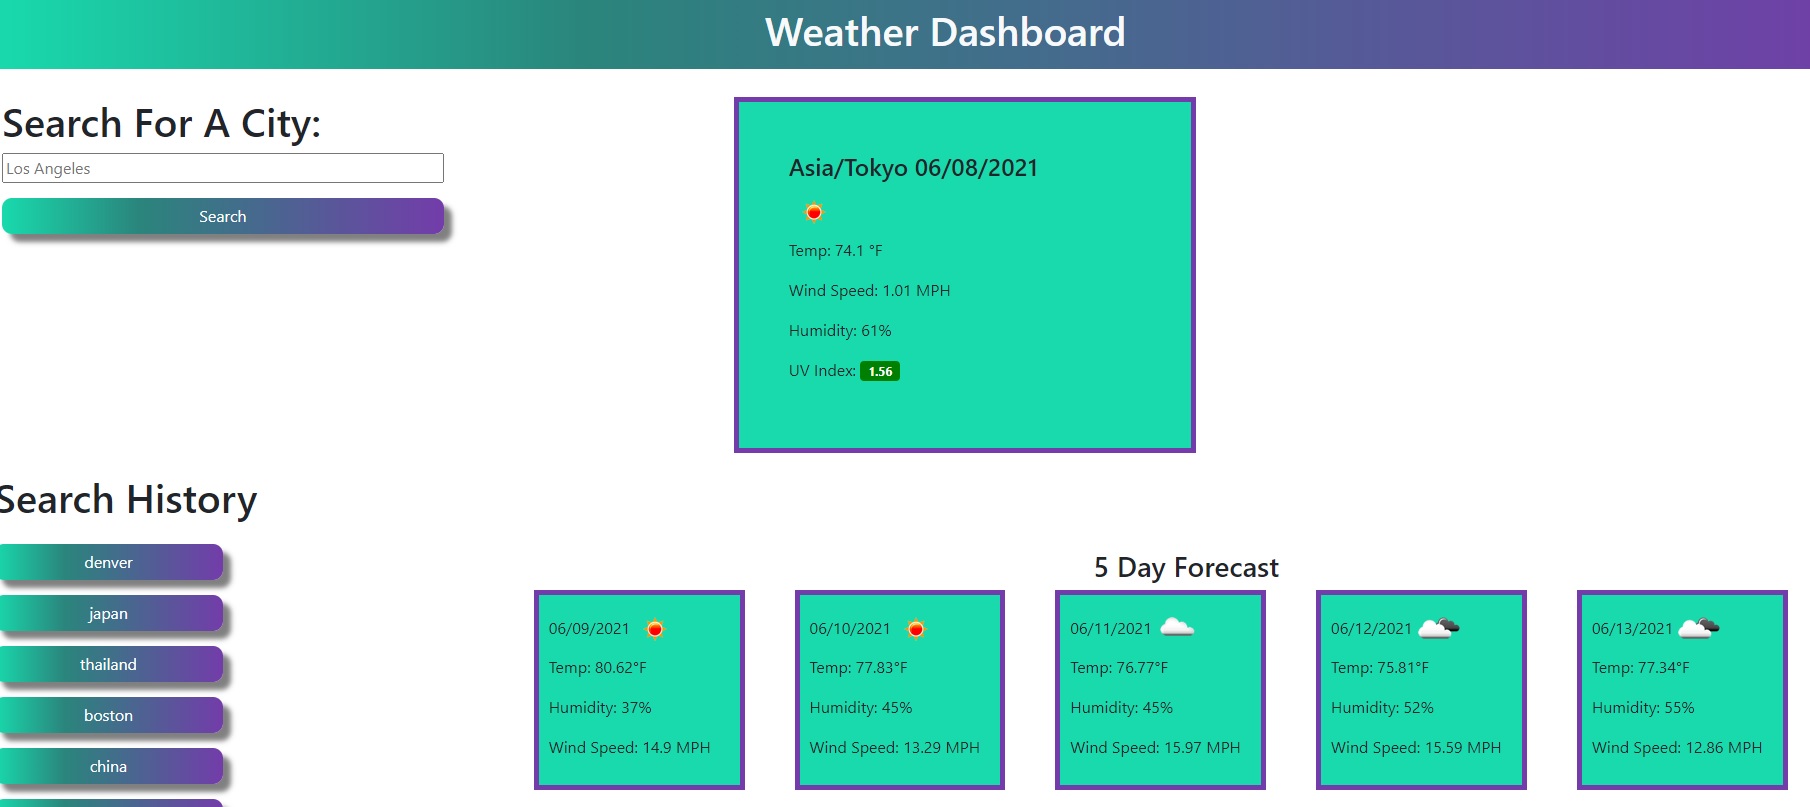 Weather Dashboard
Search For A City:
Los Angeles
Search
Asia/Tokyo 06/08/2021
Temp: 74.1 °F
Wind Speed: 1.01 MPH
Humidity: 61%
UV Index: 1.56
Search History
denver
japan
thailand
boston
china
5 Day Forecast
06/09/2021
Temp: 80.62°F
Humidity: 37%
Wind Speed: 14.9 MPH
06/10/2021
Temp: 77.83°F
Humidity: 45%
Wind Speed: 13.29 MPH
06/11/2021
Temp: 76.77°F
Humidity: 45%
Wind Speed: 15.97 MPH
06/12/2021
Temp: 75.81°F
Humidity: 52%
Wind Speed: 15.59 MPH
06/13/2021
Temp: 77.34°F
Humidity: 55%
Wind Speed: 12.86 MPH